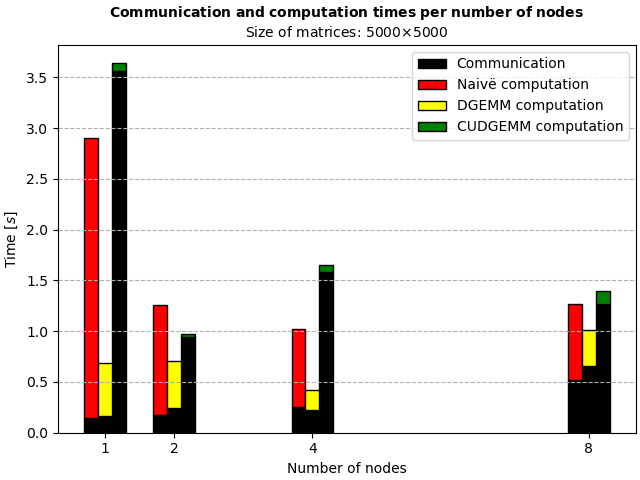 Communication and computation times per number of nodes
Size of matrices: 5000×5000
Communication
Naivë computation
DGEMM computation
CUDGEMM computation
Time [s]
3.5
3.0
2.5
2.0
1.5
1.0
0.5
0.0
1 2 4 8
Number of nodes